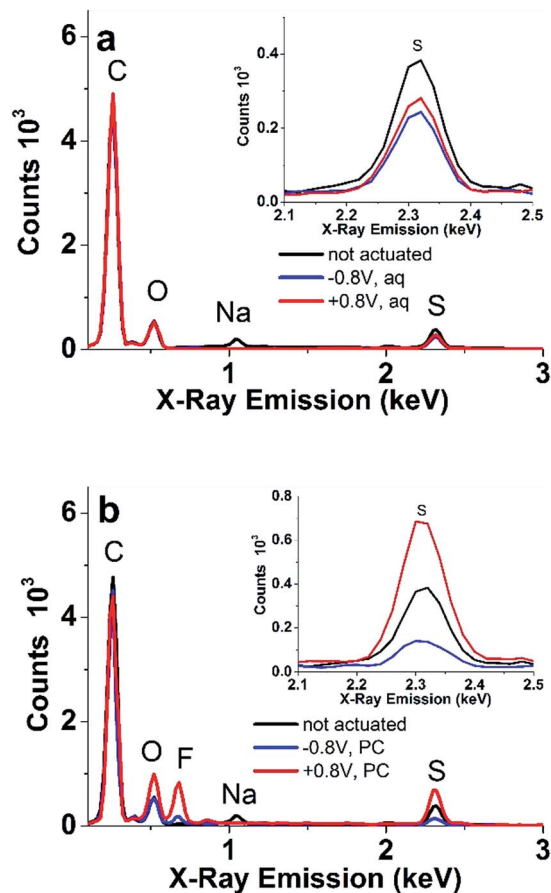 a
6
4
2
0
Counts 10³
C
O
Na
S
1
2
3
X-Ray Emission (keV)
S
0.4
0.2
0.0
Counts 10³
2.1 2.2 2.3 2.4 2.5
X-Ray Emission (keV)
not actuated
-0.8V, aq
+0.8V, aq
b
6
4
2
0
Counts 10³
C
O
F
Na
S
1
2
3
X-Ray Emission (keV)
S
0.8
0.6
0.4
0.2
0.0
Counts 10³
2.1 2.2 2.3 2.4 2.5
X-Ray Emission (keV)
not actuated
-0.8V, PC
+0.8V, PC